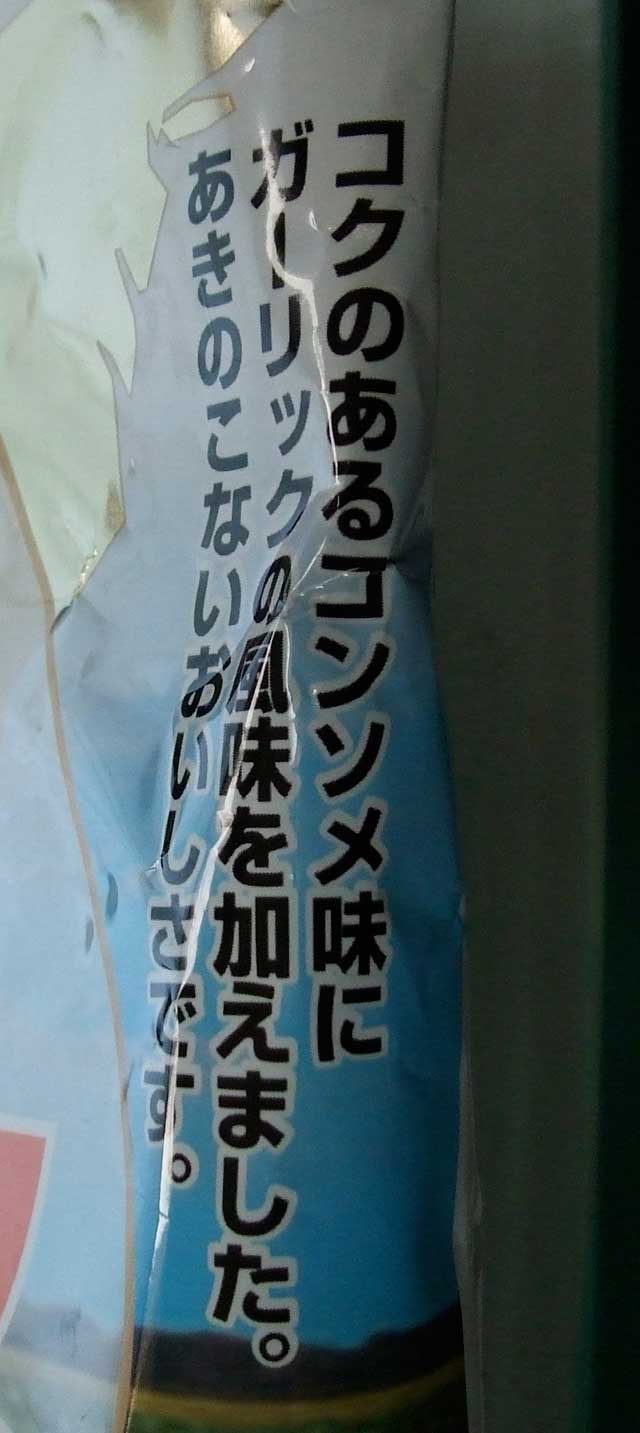 コクのあるコンソメ味に
ガーリックの風味を加えました。
あきのこないおいしさです。